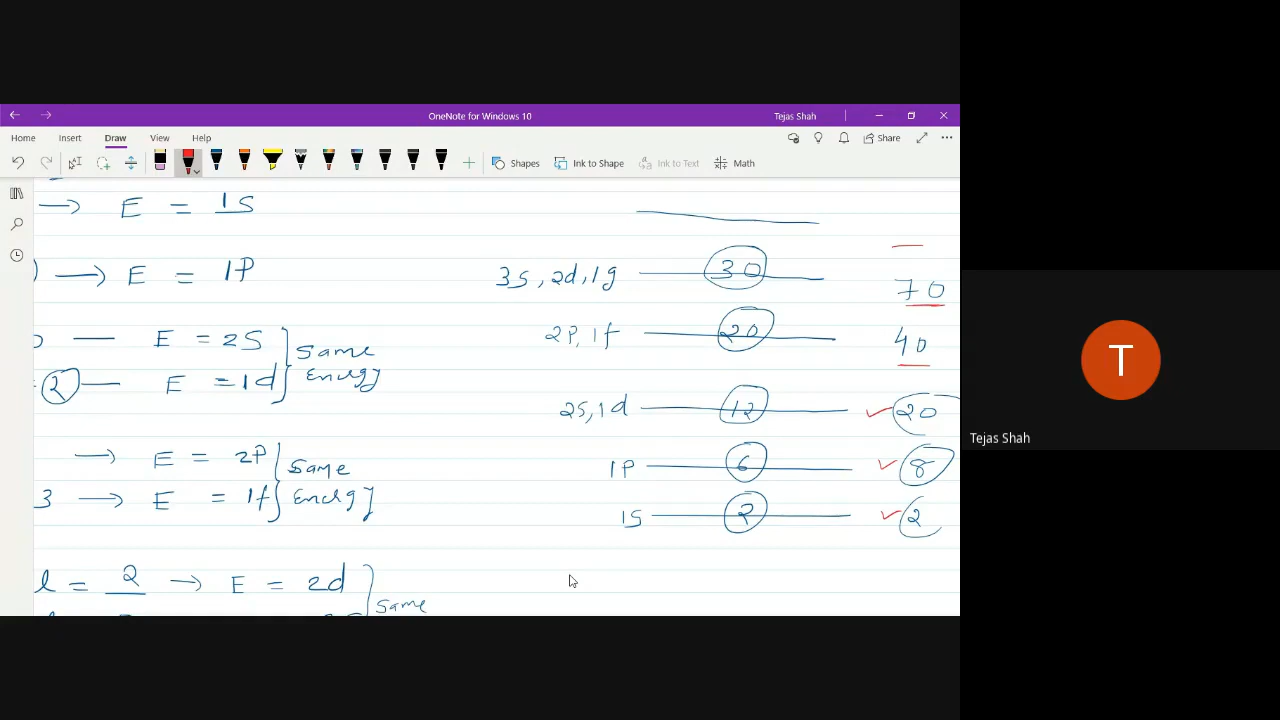 OneNote for Windows 10
Tejas Shah
Home Insert Draw View Help
Share
Shapes Ink to Shape Ink to Text Math
→ E = 1S
→ E = 1P
— E = 2S
2 — E = 1d
Same
Energy
→ E = 2P
3 → E = 1f
Same
Energy
l = 2 → E = 2d
Same
3S, 2d, 1g 30 70
2P, 1f 20 40
2S, 1d 12 ✓ 20
1P 6 ✓ 8
1S 2 ✓ 2
T
Tejas Shah